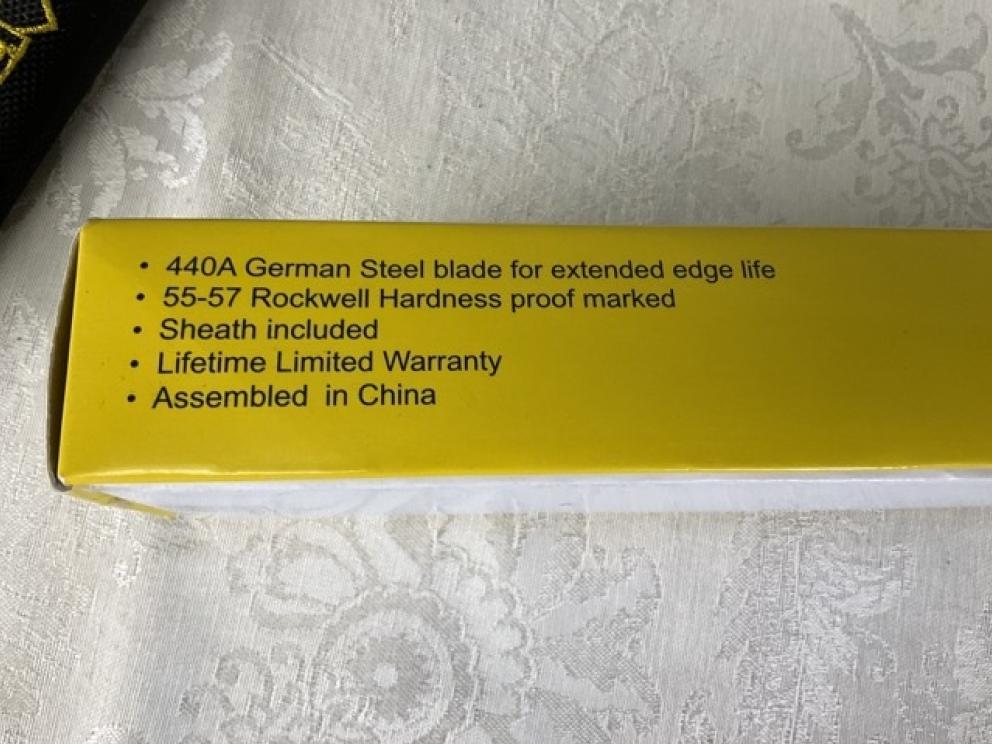 • 440A German Steel blade for extended edge life
• 55-57 Rockwell Hardness proof marked
• Sheath included
• Lifetime Limited Warranty
• Assembled in China